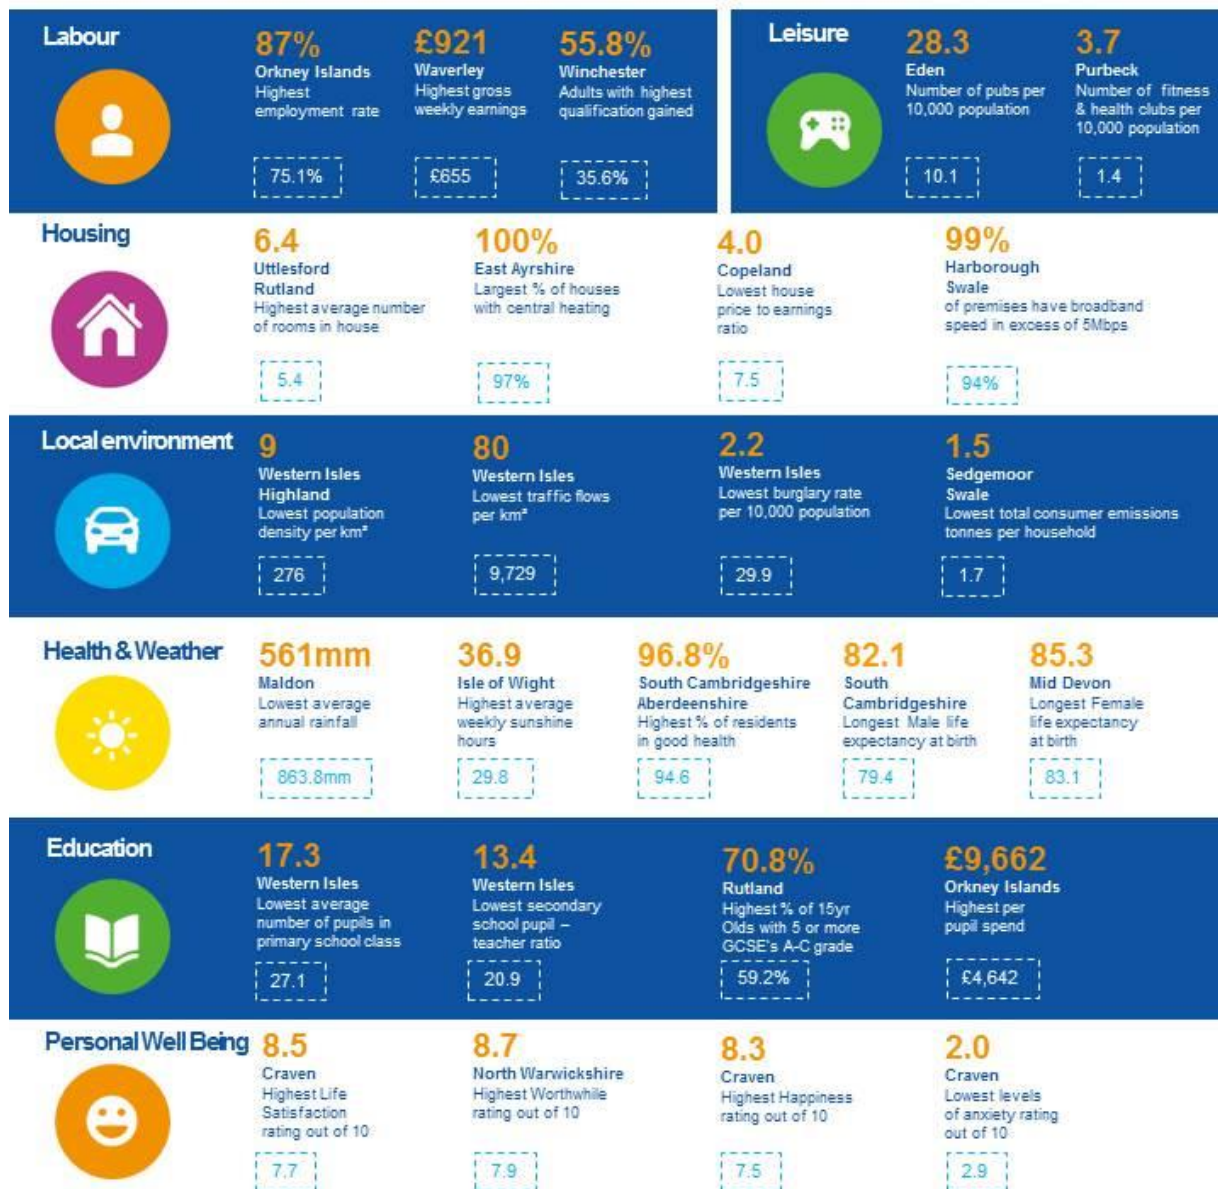 Labour
87%
Orkney Islands
Highest
employment rate
75.1%
£921
Waverley
Highest gross
weekly earnings
£655
55.8%
Winchester
Adults with highest
qualification gained
35.6%
Leisure
28.3
Eden
Number of pubs per
10,000 population
10.1
3.7
Purbeck
Number of fitness
& health clubs per
10,000 population
1.4
Housing
6.4
Uttlesford
Rutland
Highest average number
of rooms in house
5.4
100%
East Ayrshire
Largest % of houses
with central heating
97%
4.0
Copeland
Lowest house
price to earnings
ratio
7.5
99%
Harborough
Swale
of premises have broadband
speed in excess of 5Mbps
94%
Local environment
9
Western Isles
Highland
Lowest population
density per km²
276
80
Western Isles
Lowest traffic flows
per km²
9,729
2.2
Western Isles
Lowest burglary rate
per 10,000 population
29.9
1.5
Sedgemoor
Swale
Lowest total consumer emissions
tonnes per household
1.7
Health & Weather
561mm
Maldon
Lowest average
annual rainfall
863.8mm
36.9
Isle of Wight
Highest average
weekly sunshine
hours
29.8
96.8%
South Cambridgeshire
Aberdeenshire
Highest % of residents
in good health
94.6
82.1
South
Cambridgeshire
Longest Male life
expectancy at birth
79.4
85.3
Mid Devon
Longest Female
life expectancy
at birth
83.1
Education
17.3
Western Isles
Lowest average
number of pupils in
primary school class
27.1
13.4
Western Isles
Lowest secondary
school pupil –
teacher ratio
20.9
70.8%
Rutland
Highest % of 15yr
Olds with 5 or more
GCSE's A-C grade
59.2%
£9,662
Orkney Islands
Highest per
pupil spend
£4,642
Personal Well Being
8.5
Craven
Highest Life
Satisfaction
rating out of 10
7.7
8.7
North Warwickshire
Highest Worthwhile
rating out of 10
7.9
8.3
Craven
Highest Happiness
rating out of 10
7.5
2.0
Craven
Lowest levels
of anxiety rating
out of 10
2.9